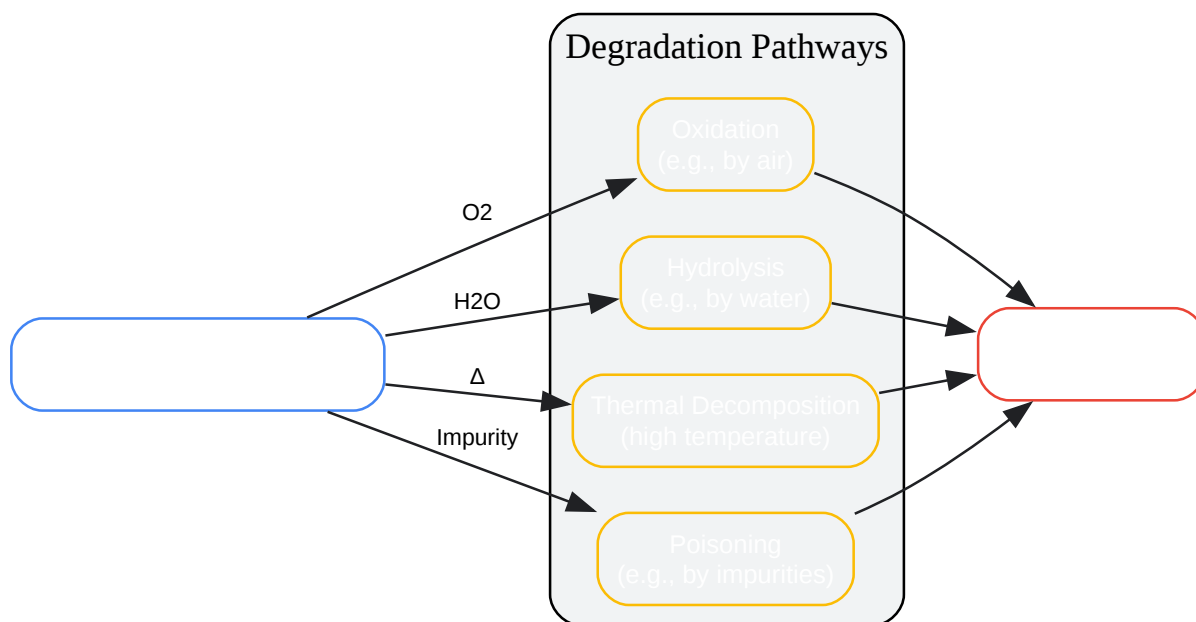 Degradation Pathways
Oxidation
(e.g., by air)
O2
Hydrolysis
(e.g., by water)
H2O
Δ
Thermal Decomposition
(high temperature)
Impurity
Poisoning
(e.g., by impurities)